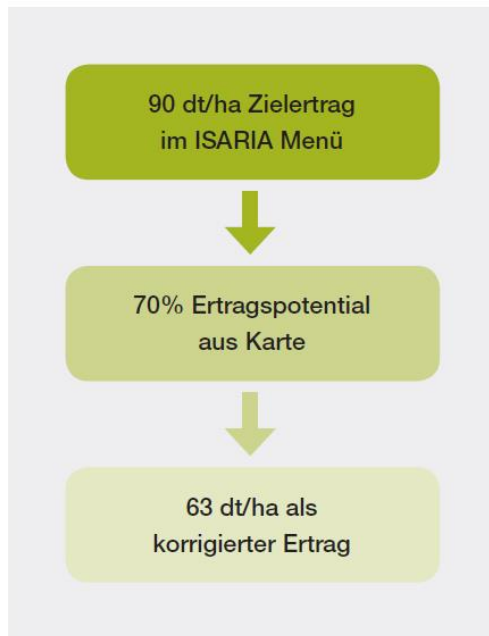 90 dt/ha Zielertrag
im ISARIA Menü
70% Ertragspotential
aus Karte
63 dt/ha als
korrigierter Ertrag